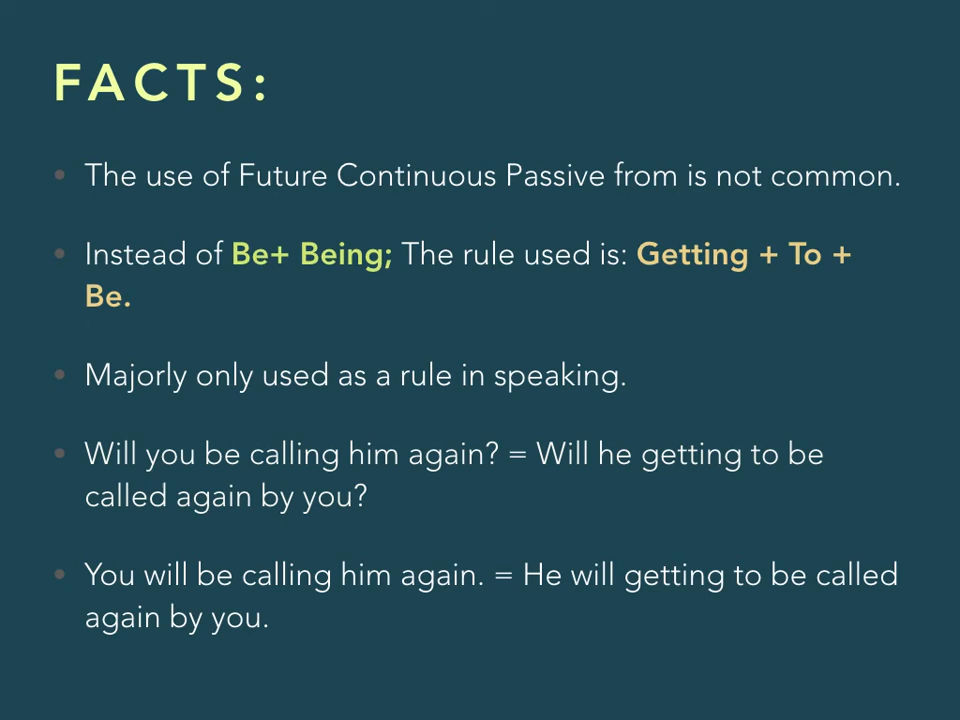 FACTS:
• The use of Future Continuous Passive from is not common.
• Instead of Be+ Being; The rule used is: Getting + To +
Be.
• Majorly only used as a rule in speaking.
• Will you be calling him again? = Will he getting to be
called again by you?
• You will be calling him again. = He will getting to be called
again by you.